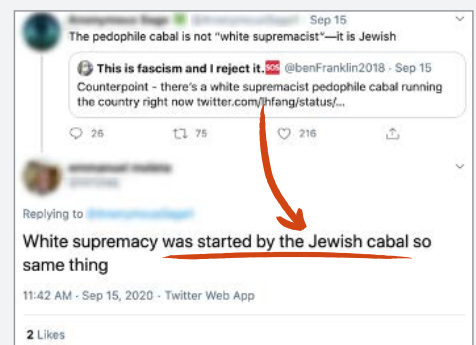 Sep 15
The pedophile cabal is not "white supremacist"—it is Jewish
This is fascism and I reject it.🆘 @benFranklin2018 · Sep 15
Counterpoint - there's a white supremacist pedophile cabal running
the country right now twitter.com/lhfang/status/...
26 75 216
Replying to
White supremacy was started by the Jewish cabal so
same thing
11:42 AM · Sep 15, 2020 · Twitter Web App
2 Likes